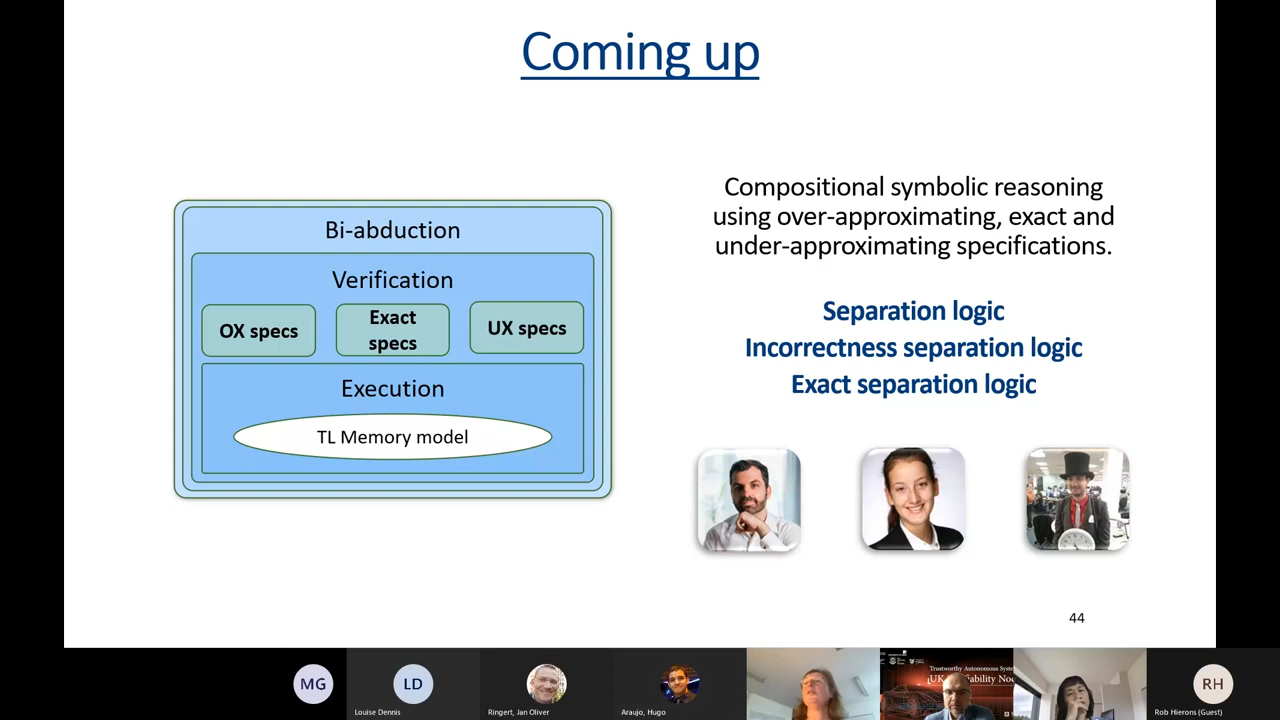 Coming up
Bi-abduction
Verification
OX specs
Exact
specs
UX specs
Execution
TL Memory model
Compositional symbolic reasoning
using over-approximating, exact and
under-approximating specifications.
Separation logic
Incorrectness separation logic
Exact separation logic
44
MG
LD
Louise Dennis
Ringert, Jan Oliver
Araujo, Hugo
Trustworthy Autonomous
RH
Rob Hierons (Guest)